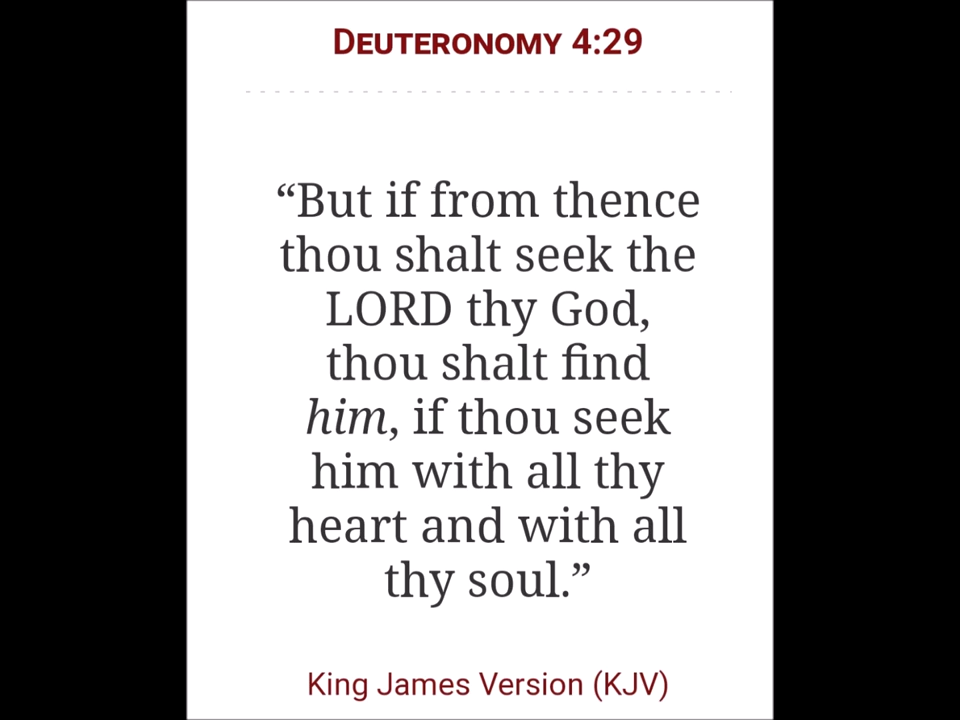 DEUTERONOMY 4:29
“But if from thence
thou shalt seek the
LORD thy God,
thou shalt find
him, if thou seek
him with all thy
heart and with all
thy soul.”
King James Version (KJV)